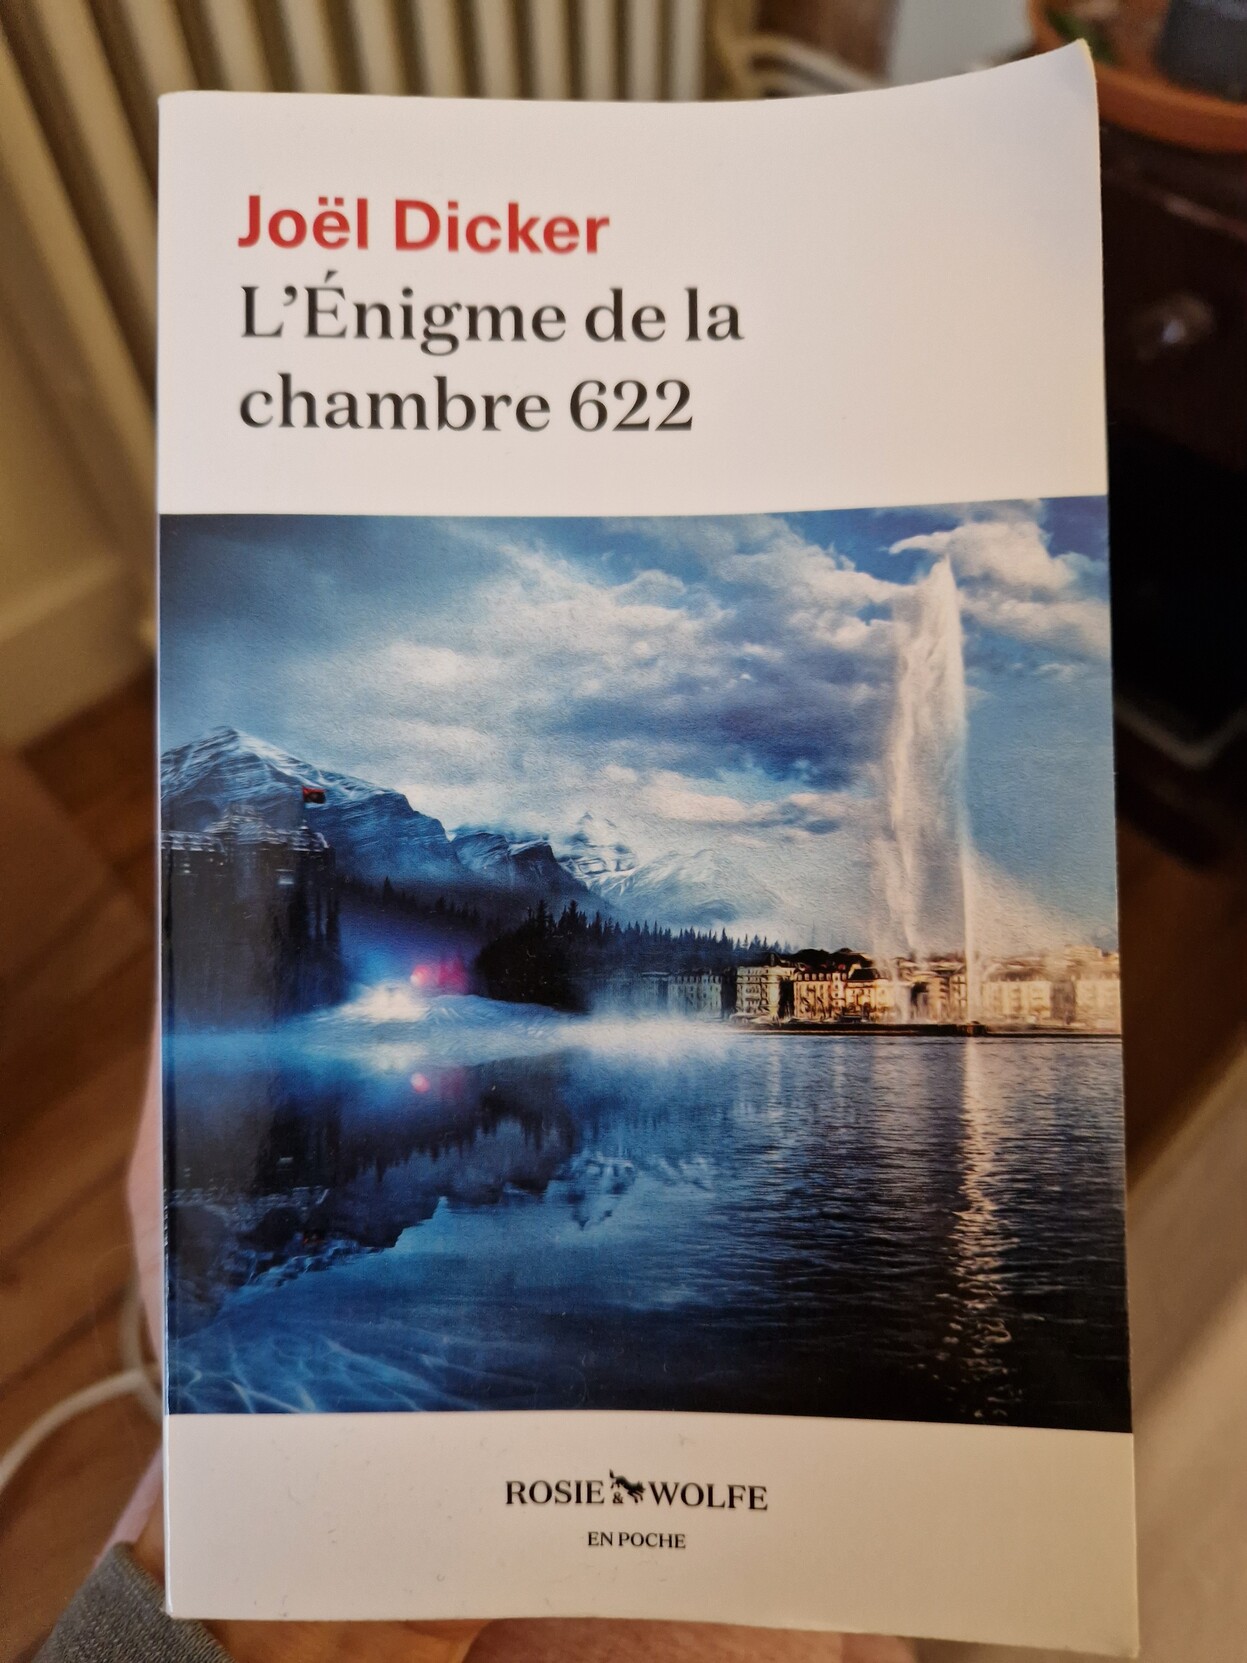 Joël Dicker
L’Énigme de la
chambre 622
ROSIE & WOLFE
EN POCHE